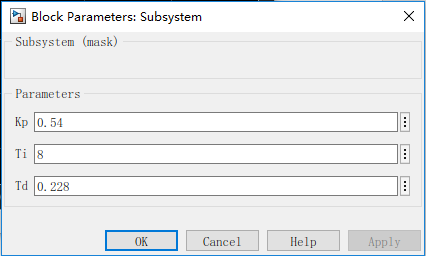 Block Parameters: Subsystem
Subsystem (mask)
Parameters
Kp 0.54
Ti 8
Td 0.228
OK Cancel Help Apply